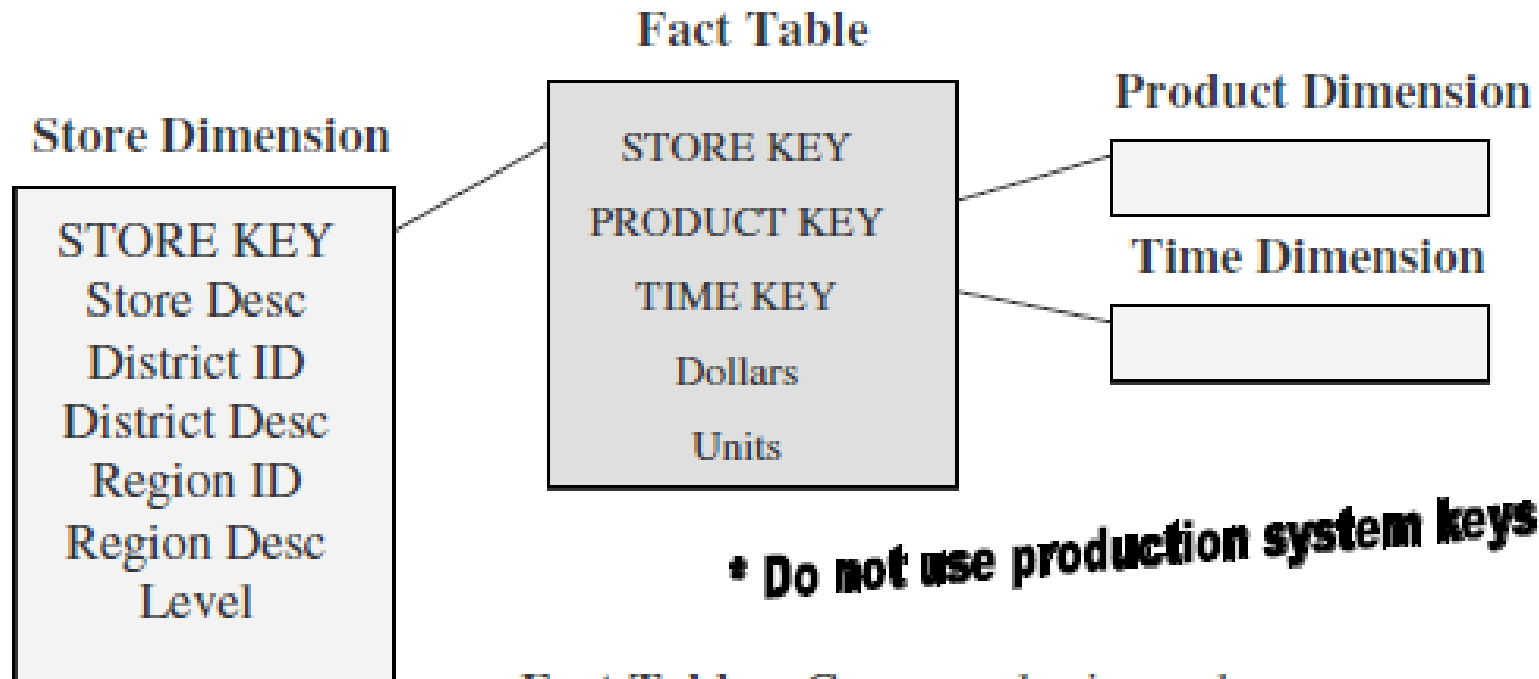 Fact Table
Store Dimension
STORE KEY
Store Desc
District ID
District Desc
Region ID
Region Desc
Level
STORE KEY
PRODUCT KEY
TIME KEY
Dollars
Units
Product Dimension
Time Dimension
* Do not use production system keys